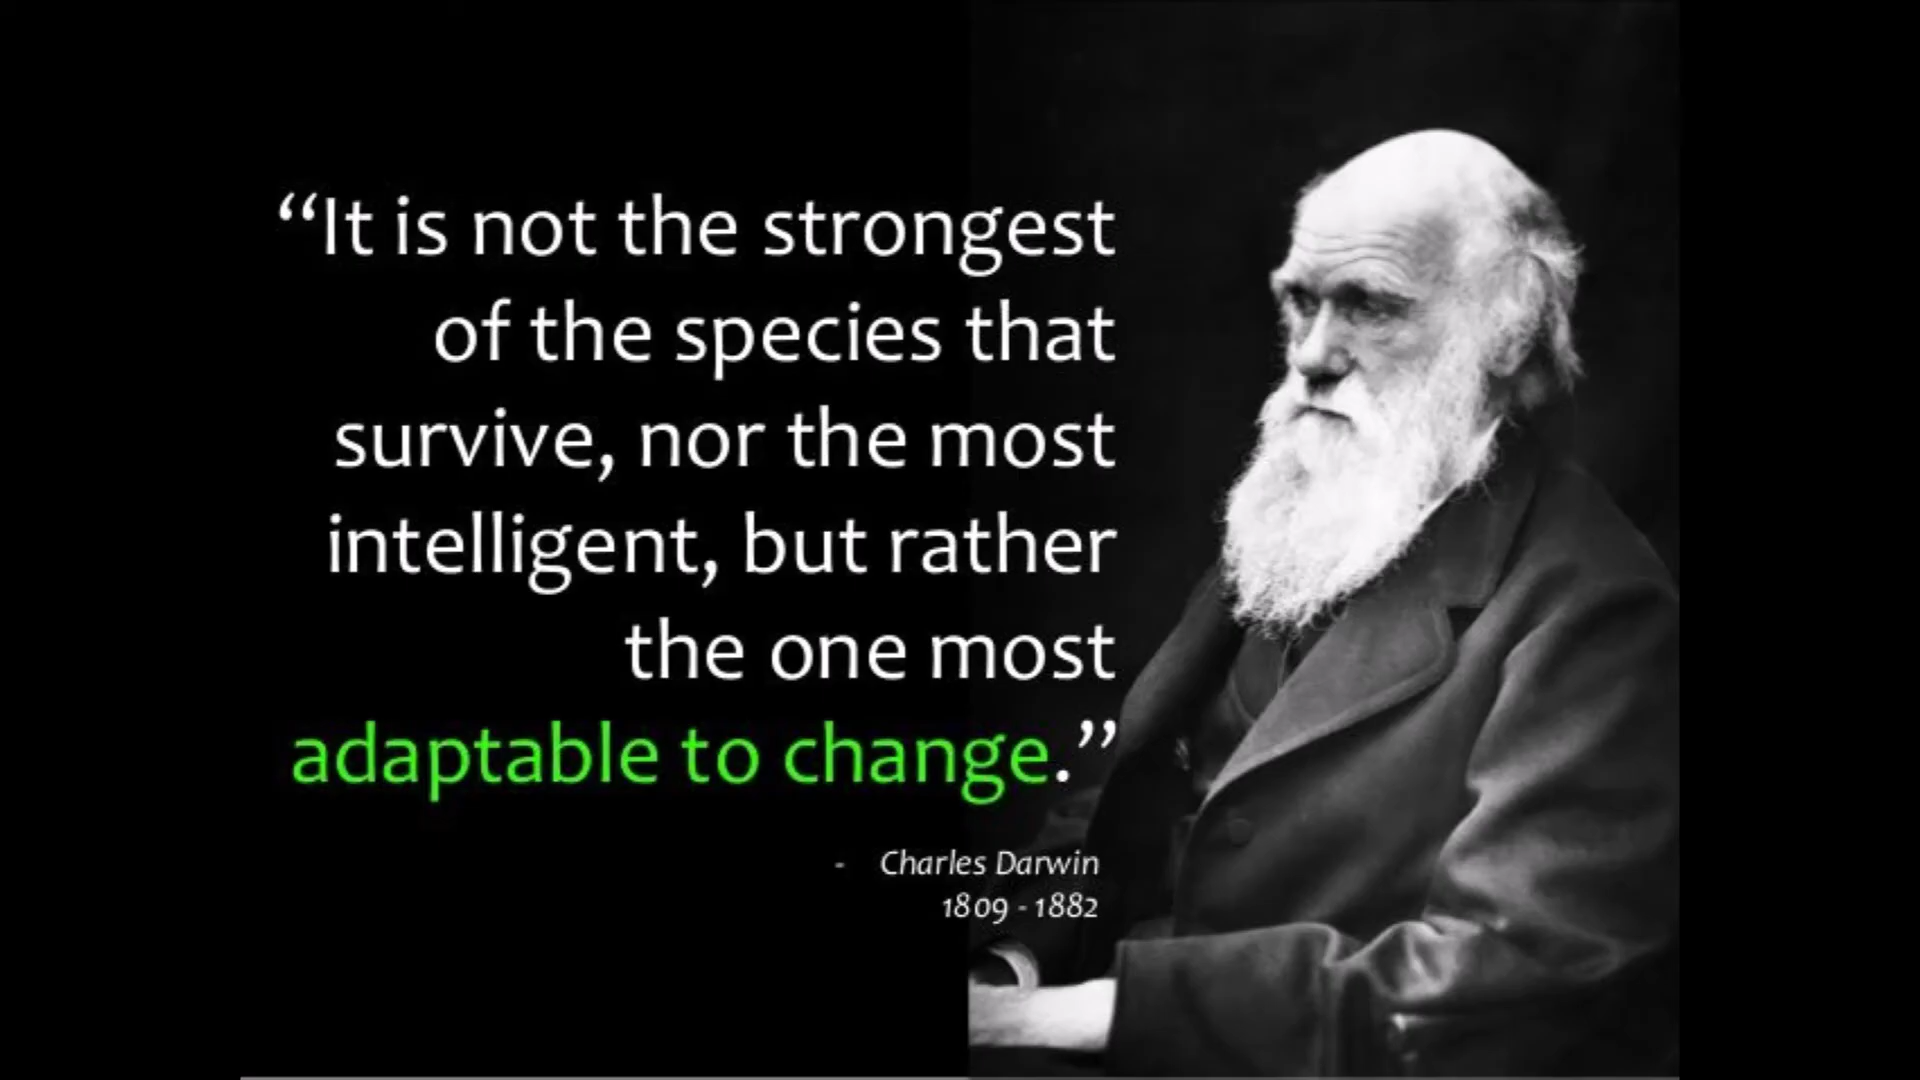 “It is not the strongest
of the species that
survive, nor the most
intelligent, but rather
the one most
adaptable to change.”
- Charles Darwin
1809 - 1882